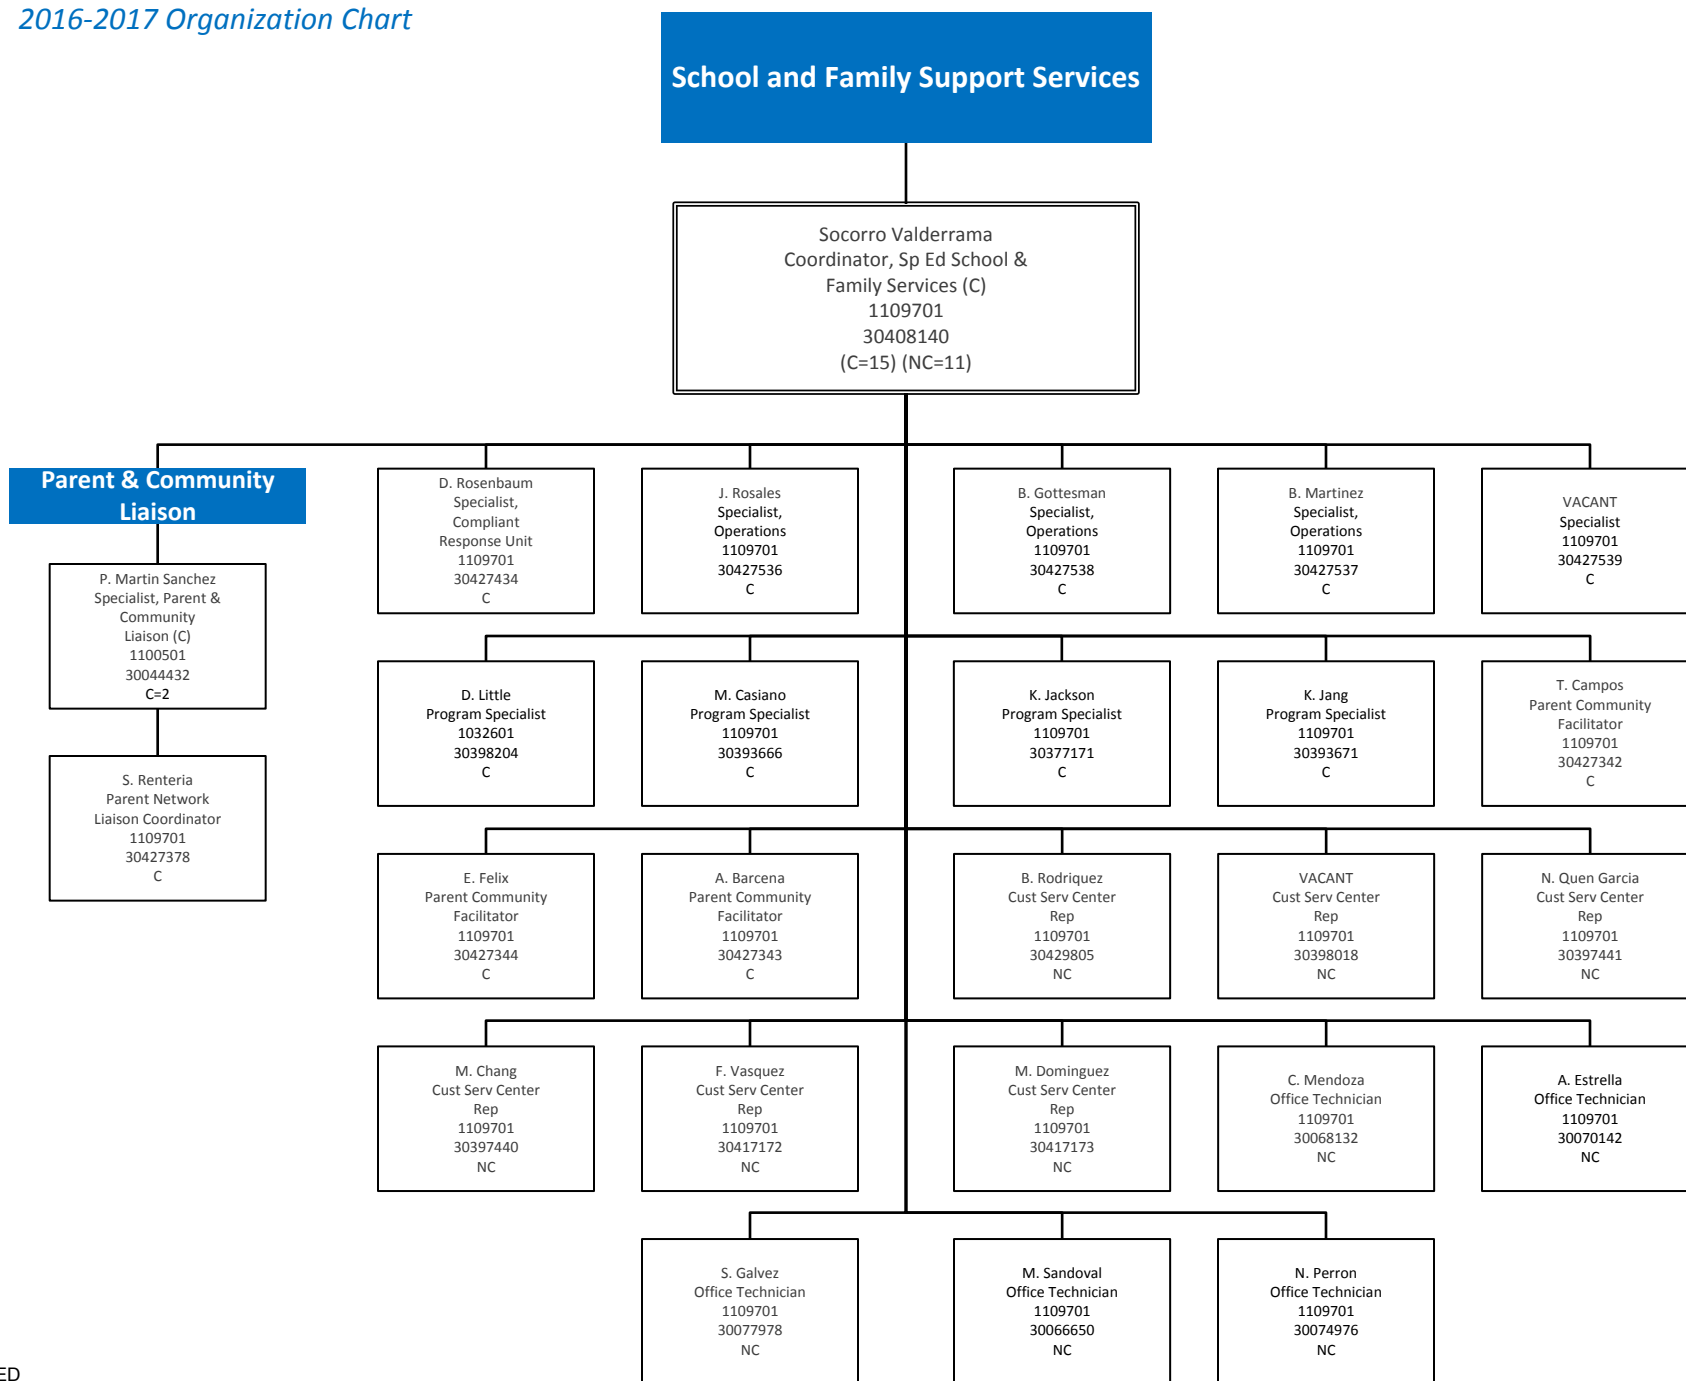 2016-2017 Organization Chart
School and Family Support Services
Socorro Valderrama
Coordinator, Sp Ed School &
Family Services (C)
1109701
30408140
(C=15) (NC=11)
Parent & Community
Liaison
P. Martin Sanchez
Specialist, Parent &
Community
Liaison (C)
1100501
30044432
C=2
S. Renteria
Parent Network
Liaison Coordinator
1109701
30427378
C
D. Rosenbaum
Specialist,
Compliant
Response Unit
1109701
30427434
C
J. Rosales
Specialist,
Operations
1109701
30427536
C
B. Gottesman
Specialist,
Operations
1109701
30427538
C
B. Martinez
Specialist,
Operations
1109701
30427537
C
VACANT
Specialist
1109701
30427539
C
D. Little
Program Specialist
1032601
30398204
C
M. Casiano
Program Specialist
1109701
30393666
C
K. Jackson
Program Specialist
1109701
30377171
C
K. Jang
Program Specialist
1109701
30393671
C
T. Campos
Parent Community
Facilitator
1109701
30427342
C
E. Felix
Parent Community
Facilitator
1109701
30427344
C
A. Barcena
Parent Community
Facilitator
1109701
30427343
C
B. Rodriquez
Cust Serv Center
Rep
1109701
30429805
NC
VACANT
Cust Serv Center
Rep
1109701
30398018
NC
N. Quen Garcia
Cust Serv Center
Rep
1109701
30397441
NC
M. Chang
Cust Serv Center
Rep
1109701
30397440
NC
F. Vasquez
Cust Serv Center
Rep
1109701
30417172
NC
M. Dominguez
Cust Serv Center
Rep
1109701
30417173
NC
C. Mendoza
Office Technician
1109701
30068132
NC
A. Estrella
Office Technician
1109701
30070142
NC
S. Galvez
Office Technician
1109701
30077978
NC
M. Sandoval
Office Technician
1109701
30066650
NC
N. Perron
Office Technician
1109701
30074976
NC
ED